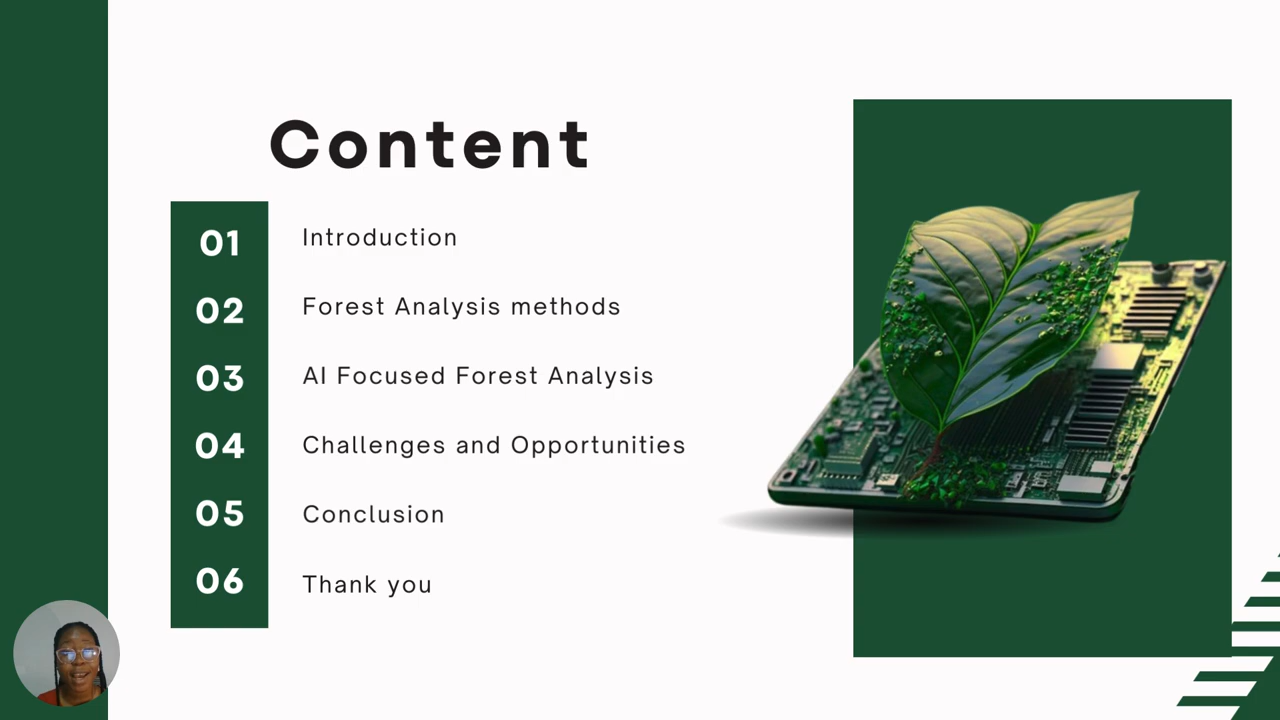 Content
01 Introduction
02 Forest Analysis methods
03 AI Focused Forest Analysis
04 Challenges and Opportunities
05 Conclusion
06 Thank you